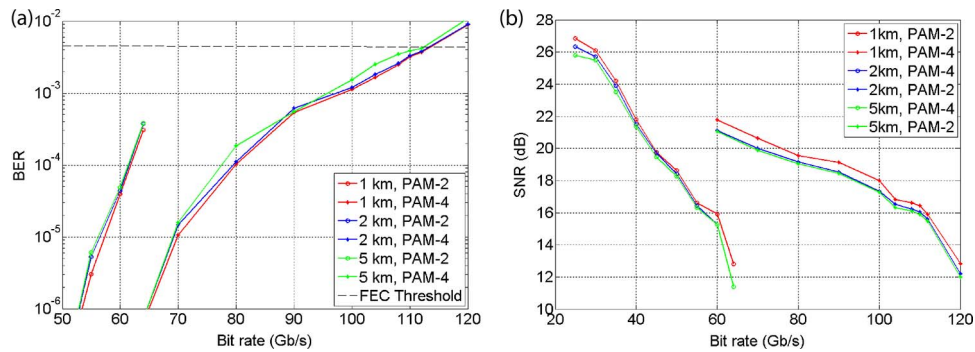 (a)
10^-2
10^-3
10^-4
10^-5
10^-6
BER
50 60 70 80 90 100 110 120
Bit rate (Gb/s)
1 km, PAM-2
1 km, PAM-4
2 km, PAM-2
2 km, PAM-4
5 km, PAM-2
5 km, PAM-4
FEC Threshold
(b)
28
26
24
22
20
18
16
14
12
10
SNR (dB)
20 40 60 80 100 120
Bit rate (Gb/s)
1km, PAM-2
1km, PAM-4
2km, PAM-4
2km, PAM-2
5km, PAM-4
5km, PAM-2